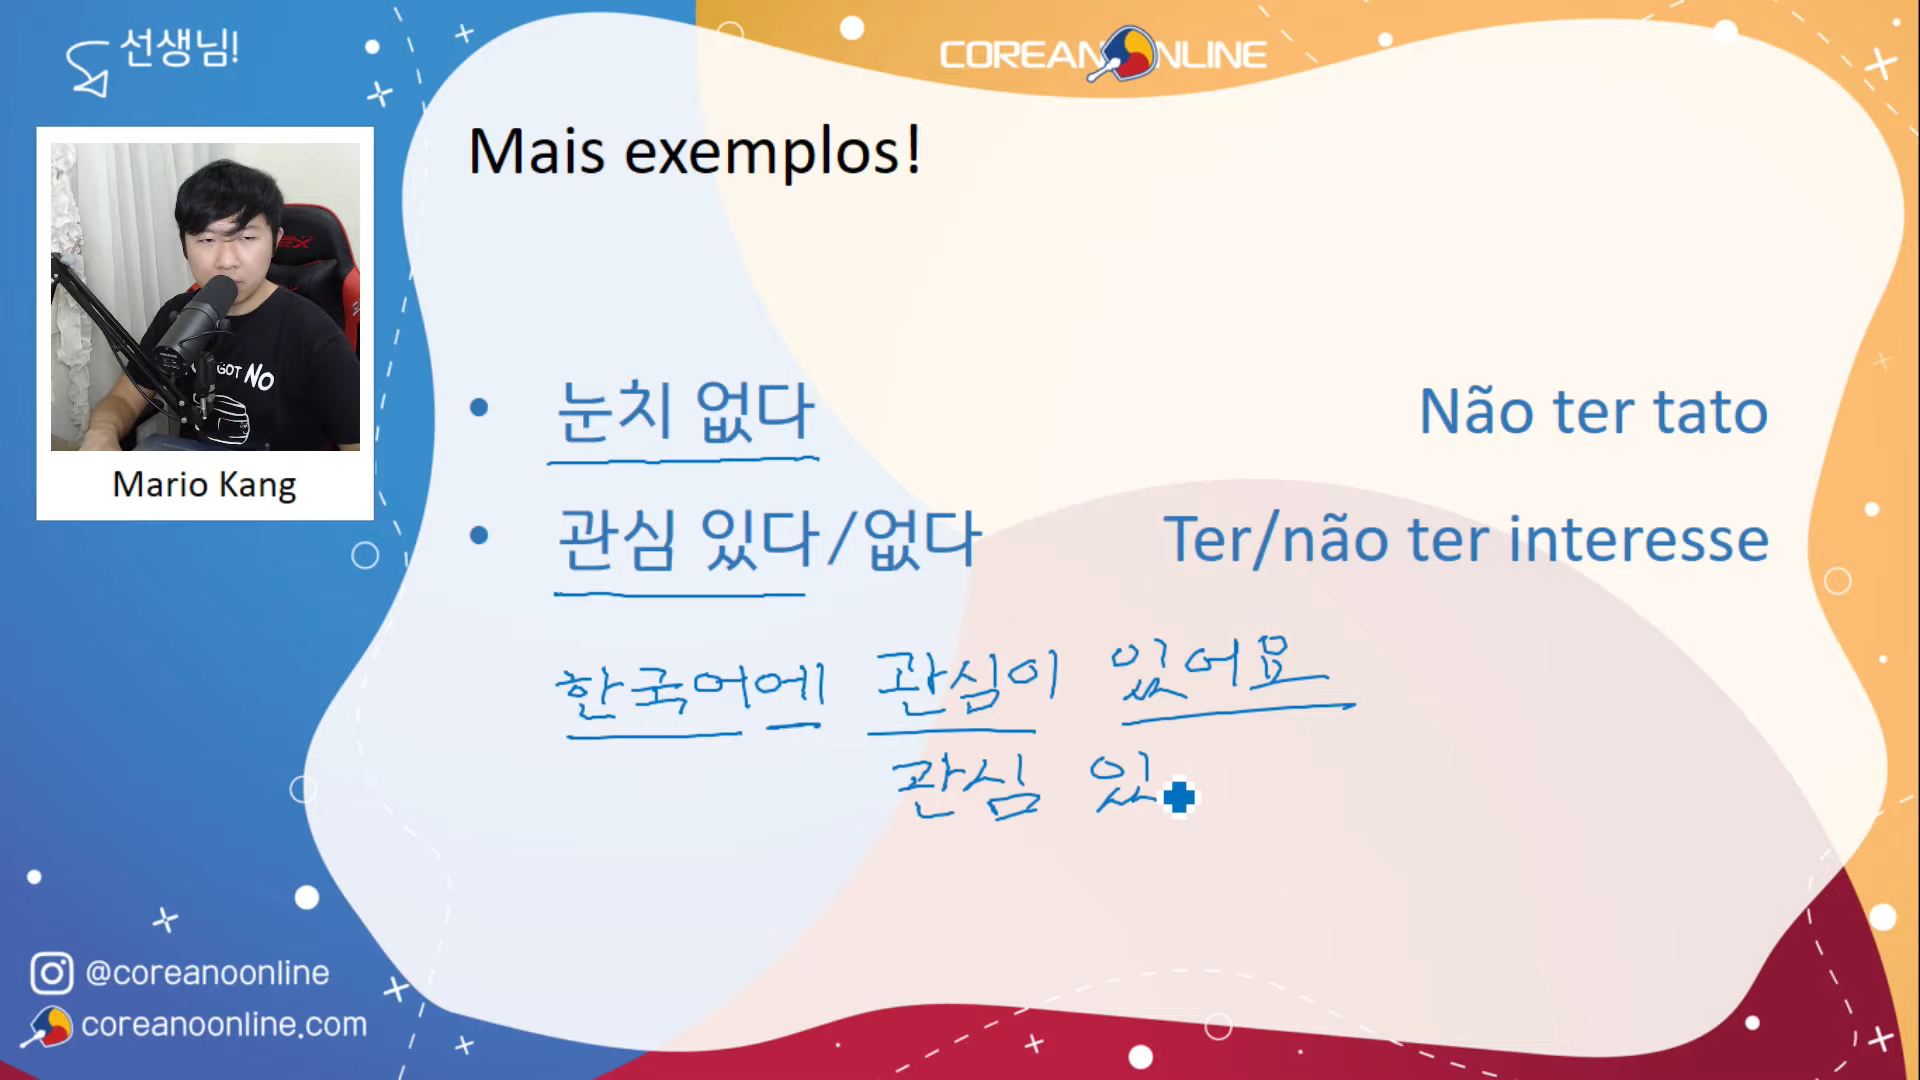 선생님!
COREANOONLINE
Mais exemplos!
GOT NO
Mario Kang
• 눈치 없다 Não ter tato
• 관심 있다/없다 Ter/não ter interesse
한국어에 관심이 있어요
관심 있
@coreanoonline
coreanoonline.com